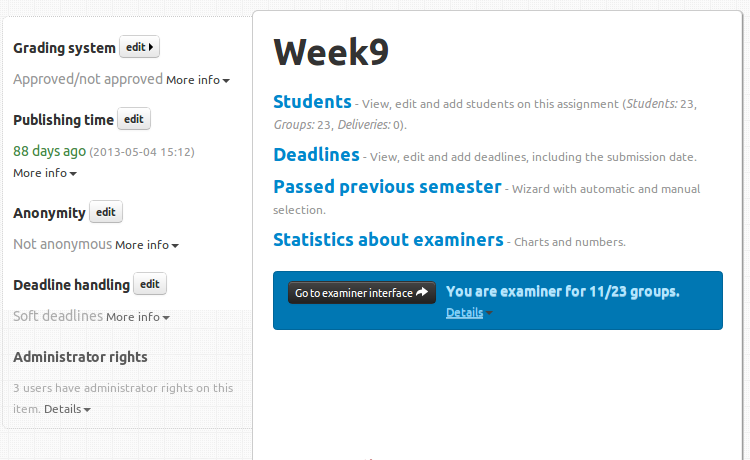 Grading system edit
Approved/not approved More info
Publishing time edit
88 days ago (2013-05-04 15:12)
More info
Anonymity edit
Not anonymous More info
Deadline handling edit
Soft deadlines More info
Administrator rights
3 users have administrator rights on this
item. Details
Week9
Students - View, edit and add students on this assignment (Students: 23,
Groups: 23, Deliveries: 0).
Deadlines - View, edit and add deadlines, including the submission date.
Passed previous semester - Wizard with automatic and manual
selection.
Statistics about examiners - Charts and numbers.
Go to examiner interface
You are examiner for 11/23 groups.
Details